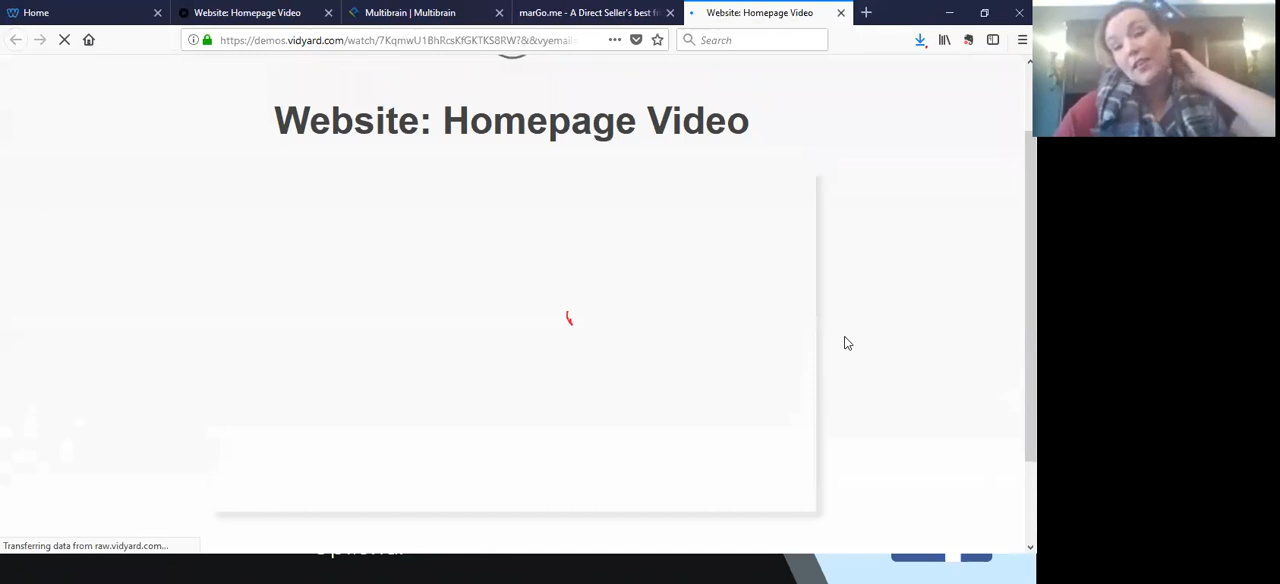 Home
Website: Homepage Video
Multibrain | Multibrain
marGo.me - A Direct Seller's best fr
Website: Homepage Video
https://demos.vidyard.com/watch/7KqmwU1BhRcsKfGKTKS8RW?&&vyemail
Search
Website: Homepage Video
Transferring data from raw.vidyard.com...